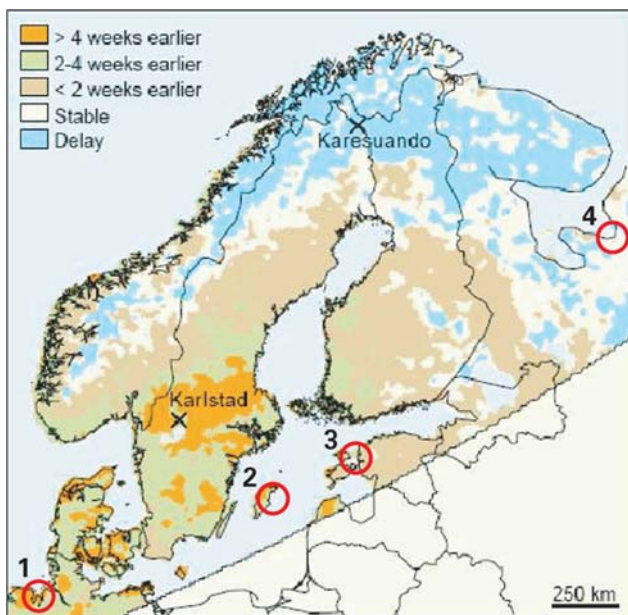 > 4 weeks earlier
2-4 weeks earlier
< 2 weeks earlier
Stable
Delay
Karesuando
4
Karlstad
3
2
1
250 km